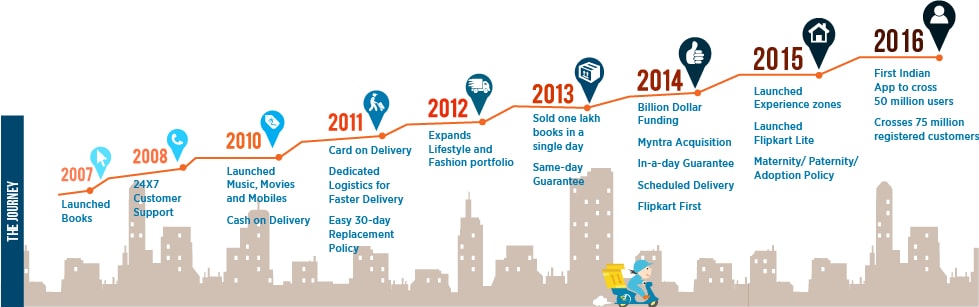 THE JOURNEY
2007
Launched
Books
2008
24X7
Customer
Support
2010
Launched
Music, Movies
and Mobiles
Cash on Delivery
2011
Card on Delivery
Dedicated
Logistics for
Faster Delivery
Easy 30-day
Replacement
Policy
2012
Expands
Lifestyle and
Fashion portfolio
2013
Sold one lakh
books in a
single day
Same-day
Guarantee
2014
Billion Dollar
Funding
Myntra Acquisition
In-a-day Guarantee
Scheduled Delivery
Flipkart First
2015
Launched
Experience zones
Launched
Flipkart Lite
Maternity/ Paternity/
Adoption Policy
2016
First Indian
App to cross
50 million users
Crosses 75 million
registered customers